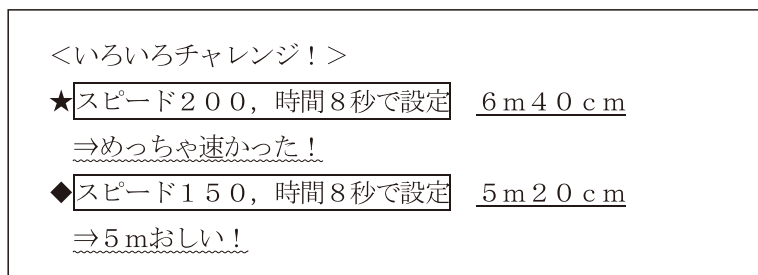 ＜いろいろチャレンジ！＞
★スピード２００，時間８秒で設定　６ｍ４０ｃｍ
⇒めっちゃ速かった！
◆スピード１５０，時間８秒で設定　５ｍ２０ｃｍ
⇒５ｍおしい！